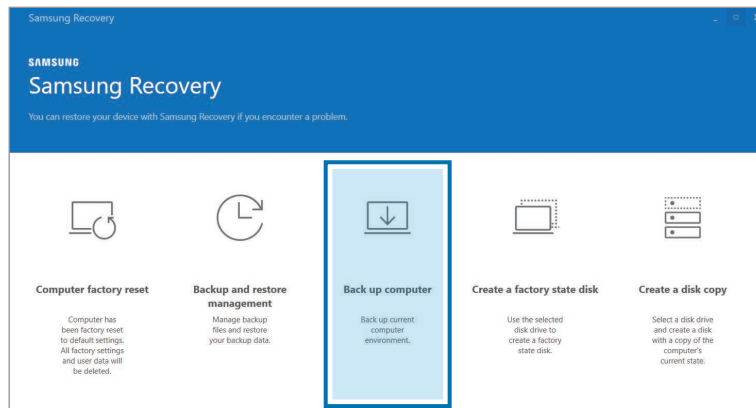 Samsung Recovery
SAMSUNG
Samsung Recovery
You can restore your device with Samsung Recovery if you encounter a problem.
Computer factory reset
Computer has
been factory reset
to default settings.
All factory settings
and user data will
be deleted.
Backup and restore
management
Manage backup
files and restore
your backup data.
Back up computer
Back up current
computer
environment.
Create a factory state disk
Use the selected
disk drive to
create a factory
state disk.
Create a disk copy
Select a disk drive
and create a disk
with a copy of the
computer's
current state.